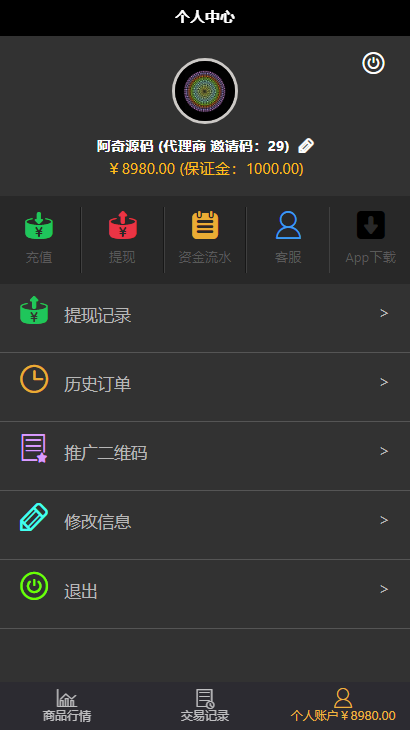 个人中心
阿奇源码 (代理商 邀请码：29)
￥8980.00 (保证金：1000.00)
充值 提现 资金流水 客服 App下载
提现记录 >
历史订单 >
推广二维码 >
修改信息 >
退出 >
商品行情 交易记录 个人账户￥8980.00